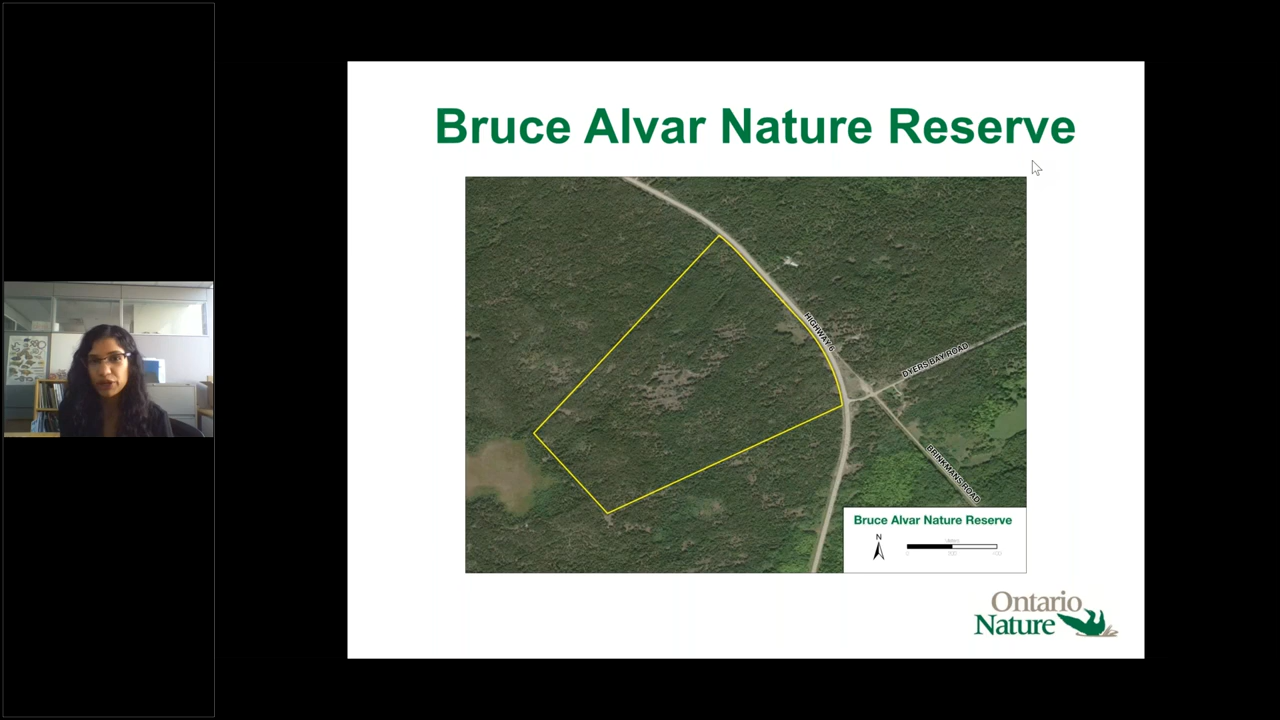 Bruce Alvar Nature Reserve
HIGHWAY 6
DYERS BAY ROAD
BRINKMANS ROAD
Bruce Alvar Nature Reserve
N
Ontario
Nature